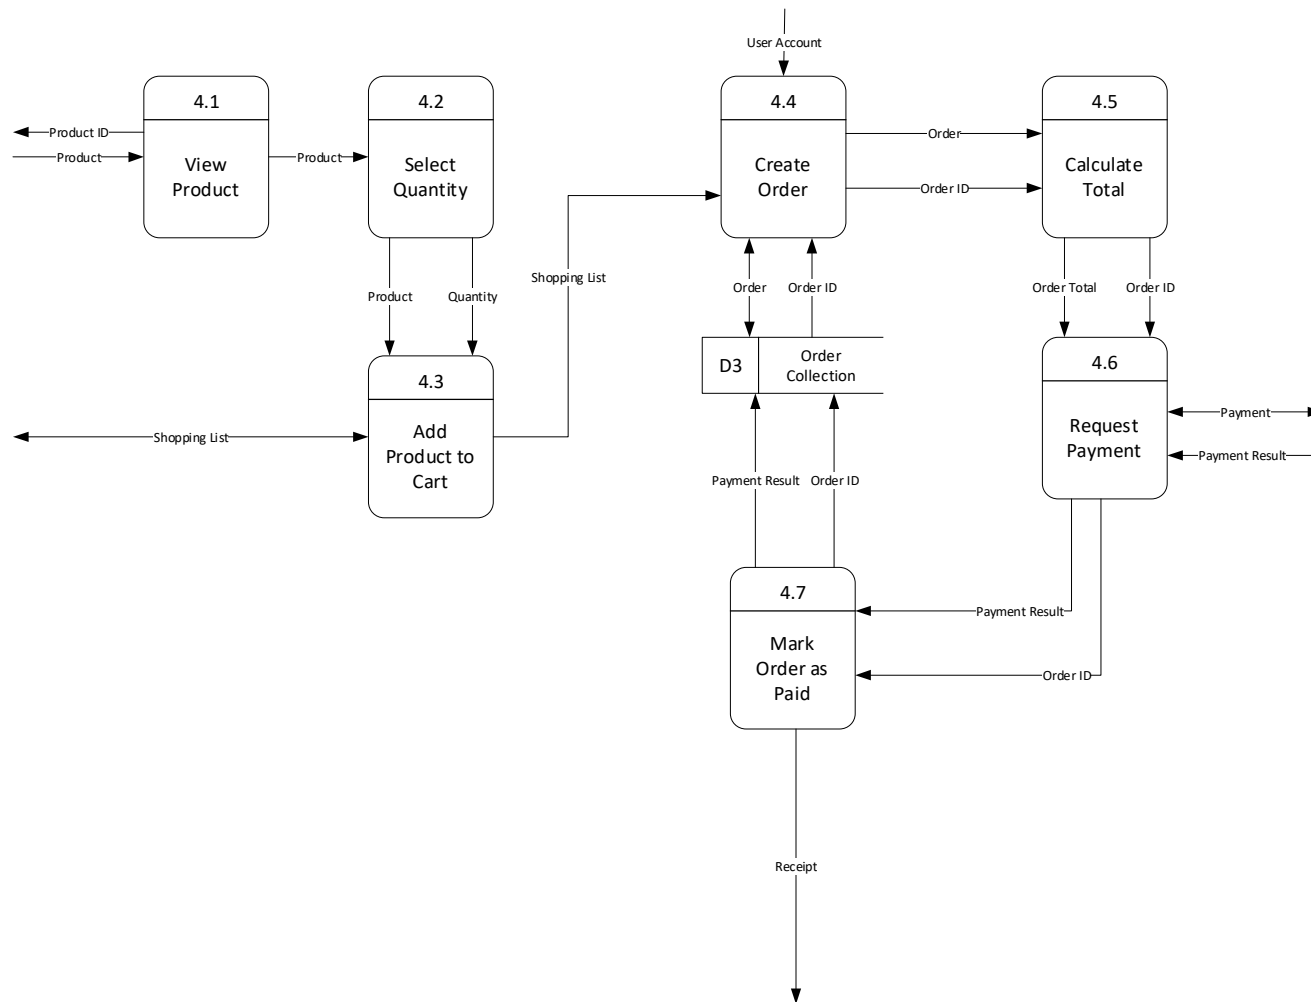 User Account
4.1
4.2
4.4
4.5
Product ID
Product
View
Product
Product
Select
Quantity
Create
Order
Order
Order ID
Calculate
Total
Shopping List
Product
Quantity
Order
Order ID
Order Total
Order ID
D3
Order
Collection
4.3
4.6
Shopping List
Add
Product to
Cart
Request
Payment
Payment
Payment Result
Payment Result
Order ID
4.7
Payment Result
Mark
Order as
Paid
Order ID
Receipt